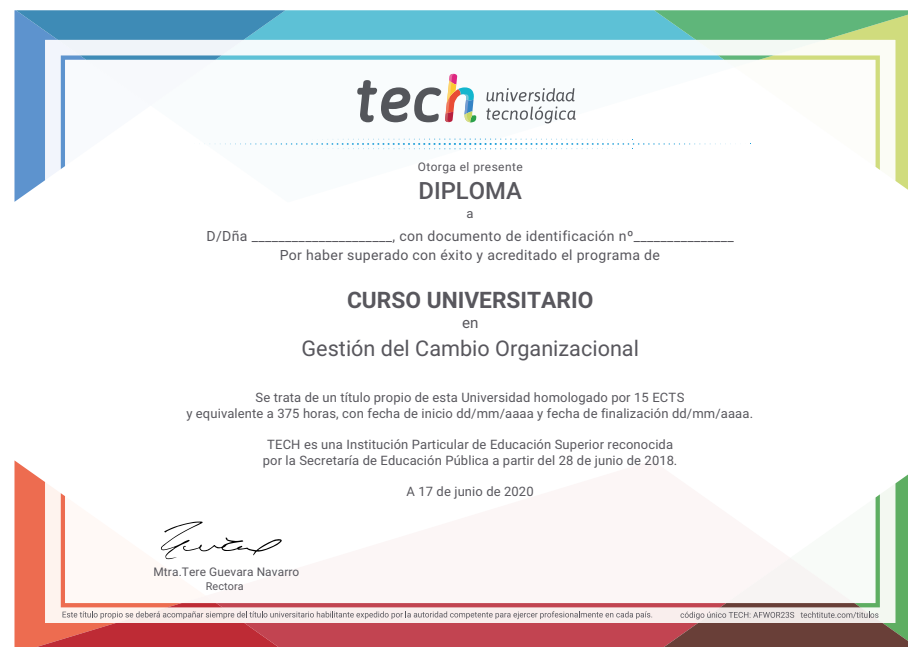 tech universidad
tecnológica
Otorga el presente
DIPLOMA
a
D/Dña _____________________, con documento de identificación nº_______________
Por haber superado con éxito y acreditado el programa de
CURSO UNIVERSITARIO
en
Gestión del Cambio Organizacional
Se trata de un título propio de esta Universidad homologado por 15 ECTS
y equivalente a 375 horas, con fecha de inicio dd/mm/aaaa y fecha de finalización dd/mm/aaaa.
TECH es una Institución Particular de Educación Superior reconocida
por la Secretaría de Educación Pública a partir del 28 de junio de 2018.
A 17 de junio de 2020
Mtra.Tere Guevara Navarro
Rectora
Este título propio se deberá acompañar siempre del título universitario habilitante expedido por la autoridad competente para ejercer profesionalmente en cada país. código único TECH: AFWOR23S techtitute.com/titulos